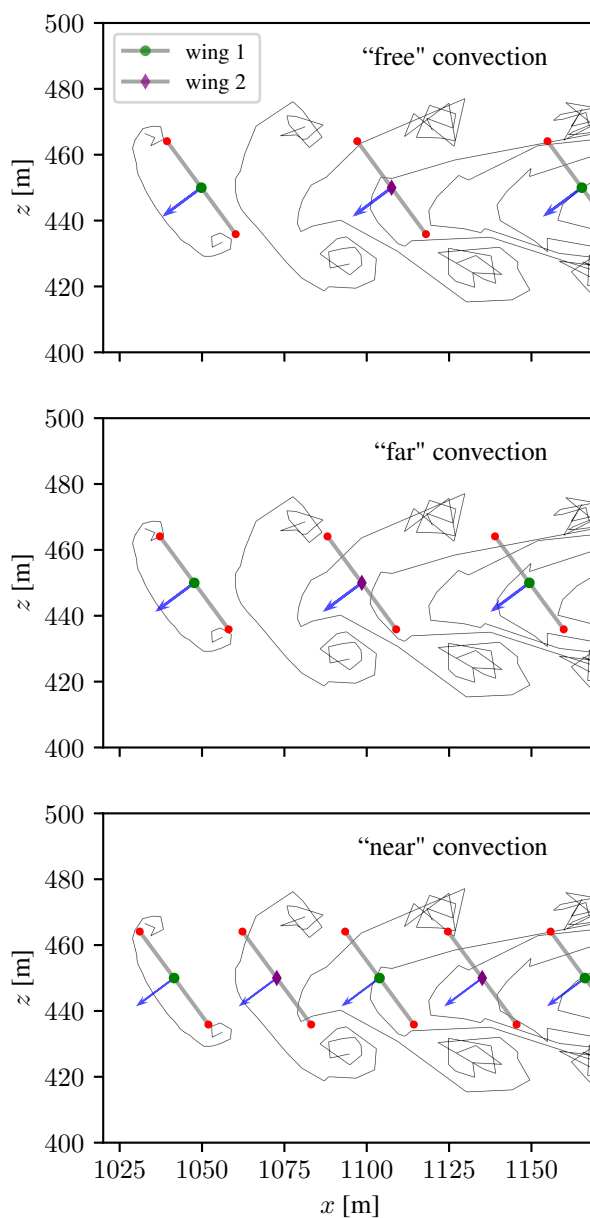 500
480
460
440
420
400
z [m]
wing 1
wing 2
“free" convection
500
480
460
440
420
400
z [m]
“far" convection
500
480
460
440
420
400
z [m]
“near" convection
1025 1050 1075 1100 1125 1150
x [m]